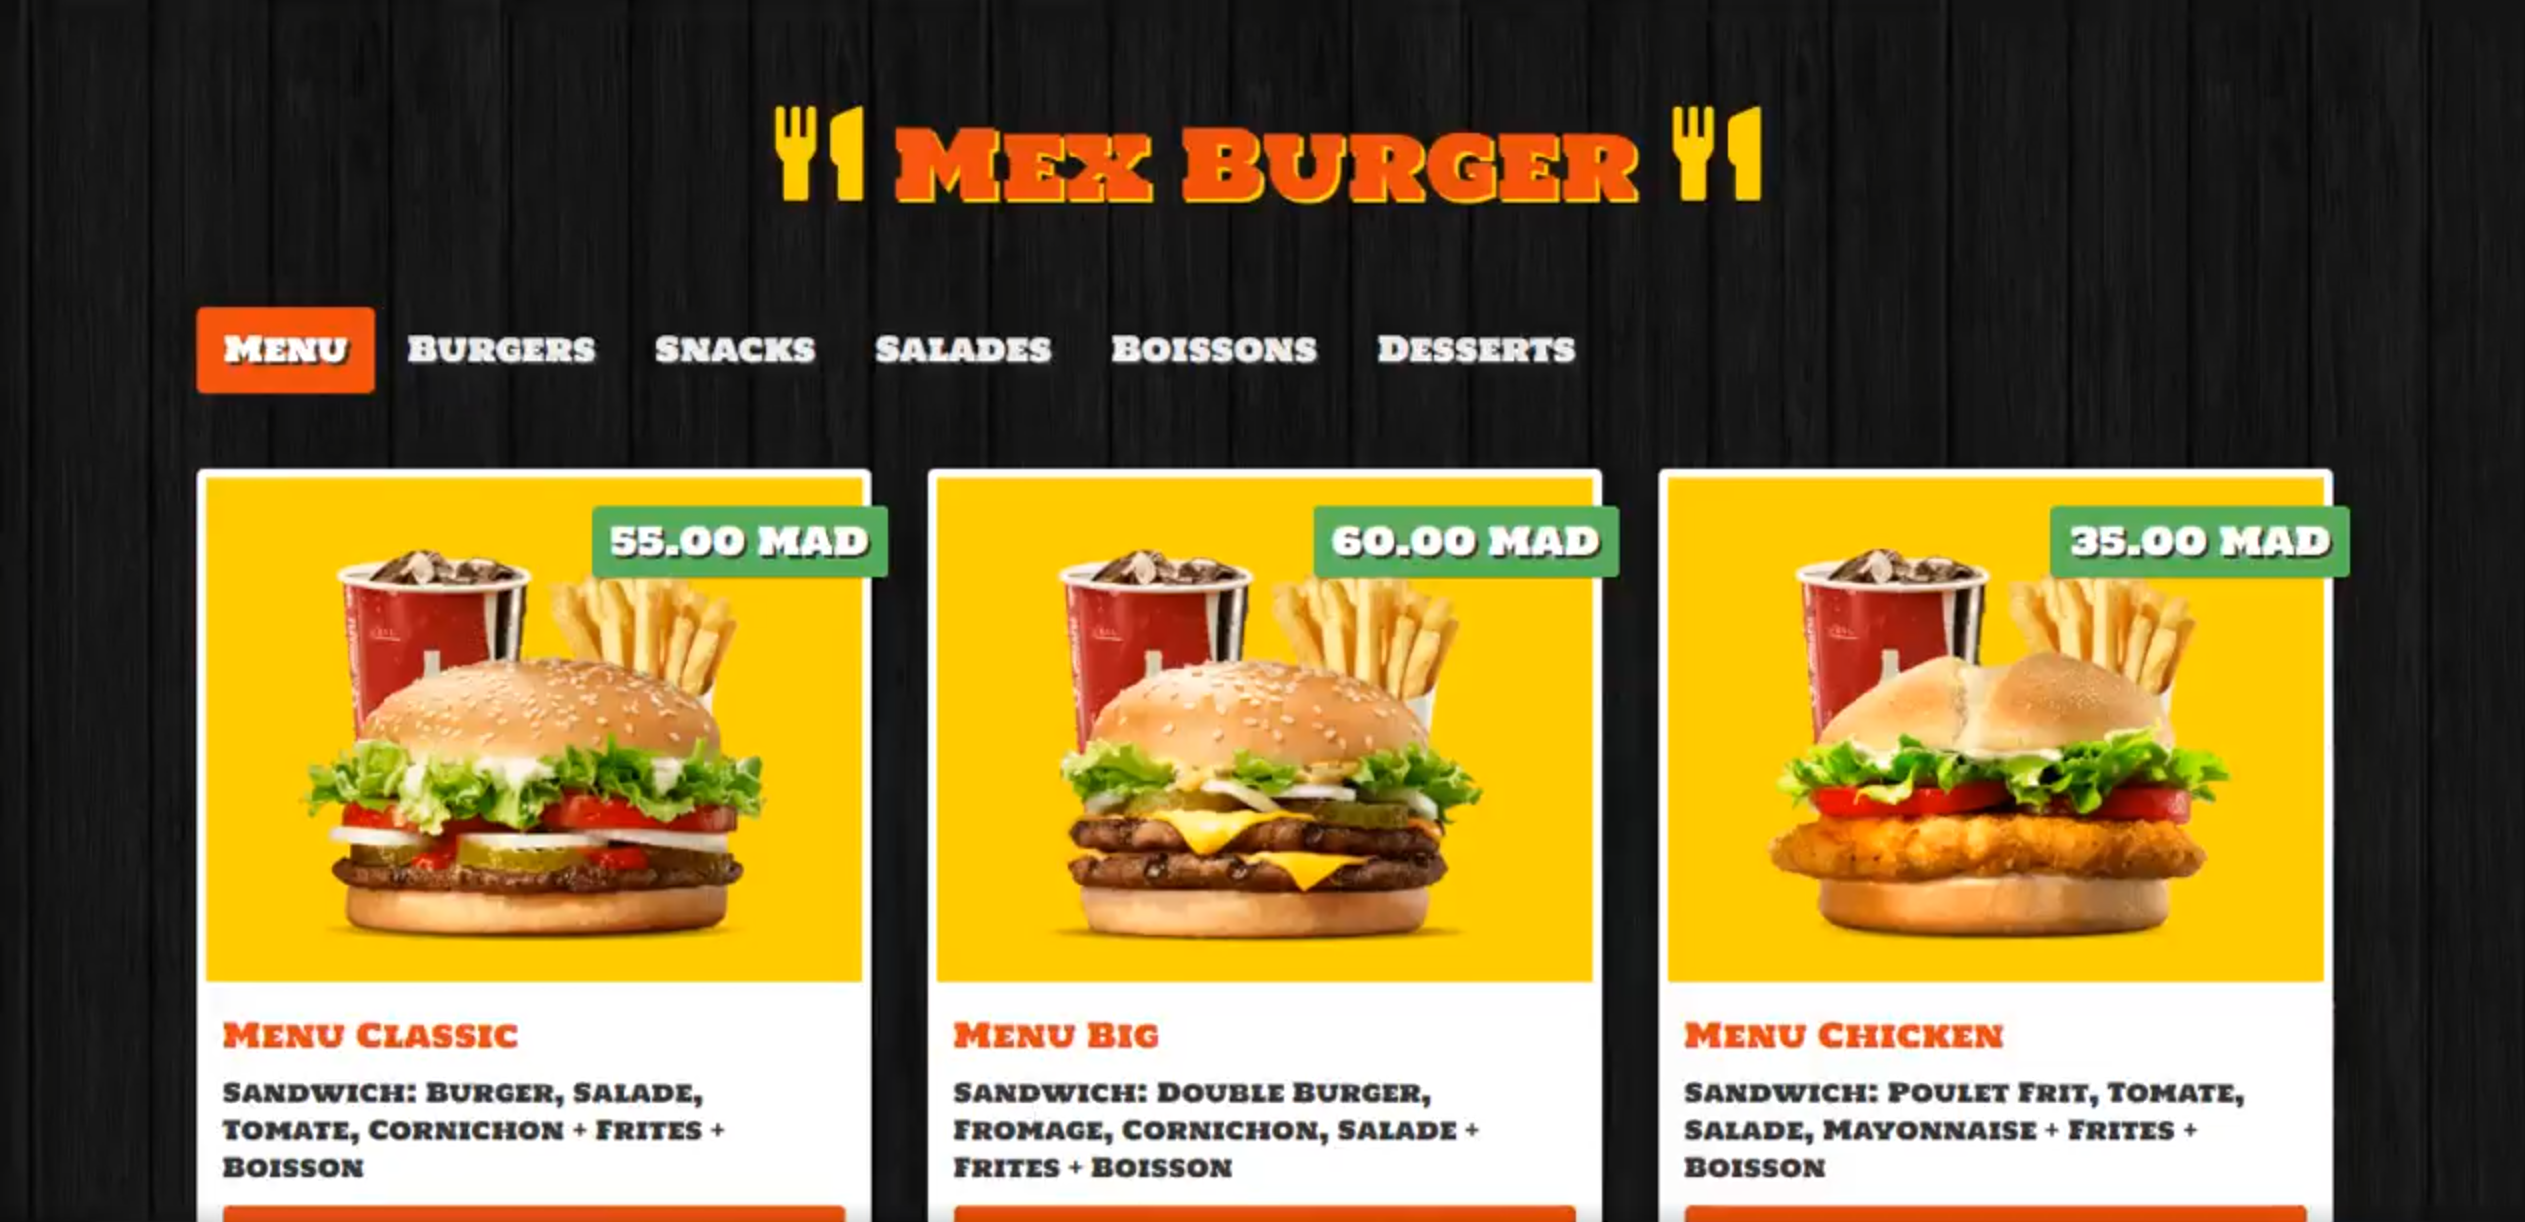 Mex Burger
Menu Burgers Snacks Salades Boissons Desserts
55.00 MAD
60.00 MAD
35.00 MAD
Menu Classic
Sandwich: Burger, Salade,
Tomate, Cornichon + Frites +
Boisson
Menu Big
Sandwich: Double Burger,
Fromage, Cornichon, Salade +
Frites + Boisson
Menu Chicken
Sandwich: Poulet Frit, Tomate,
Salade, Mayonnaise + Frites +
Boisson